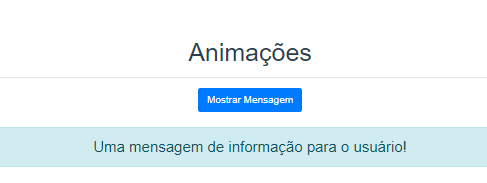 Animações
Mostrar Mensagem
Uma mensagem de informação para o usuário!